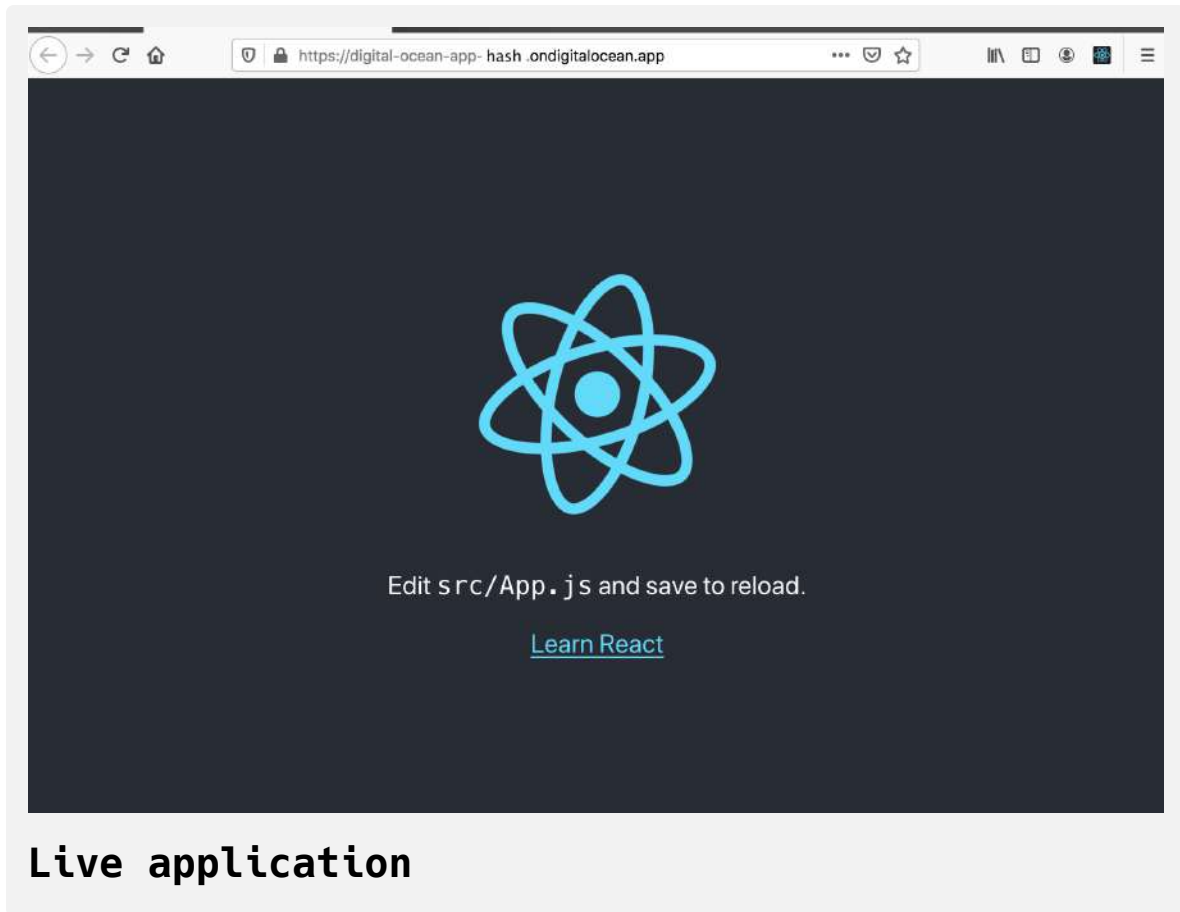 https://digital-ocean-app- hash .ondigitalocean.app
Edit src/App.js and save to reload.
Learn React
Live application